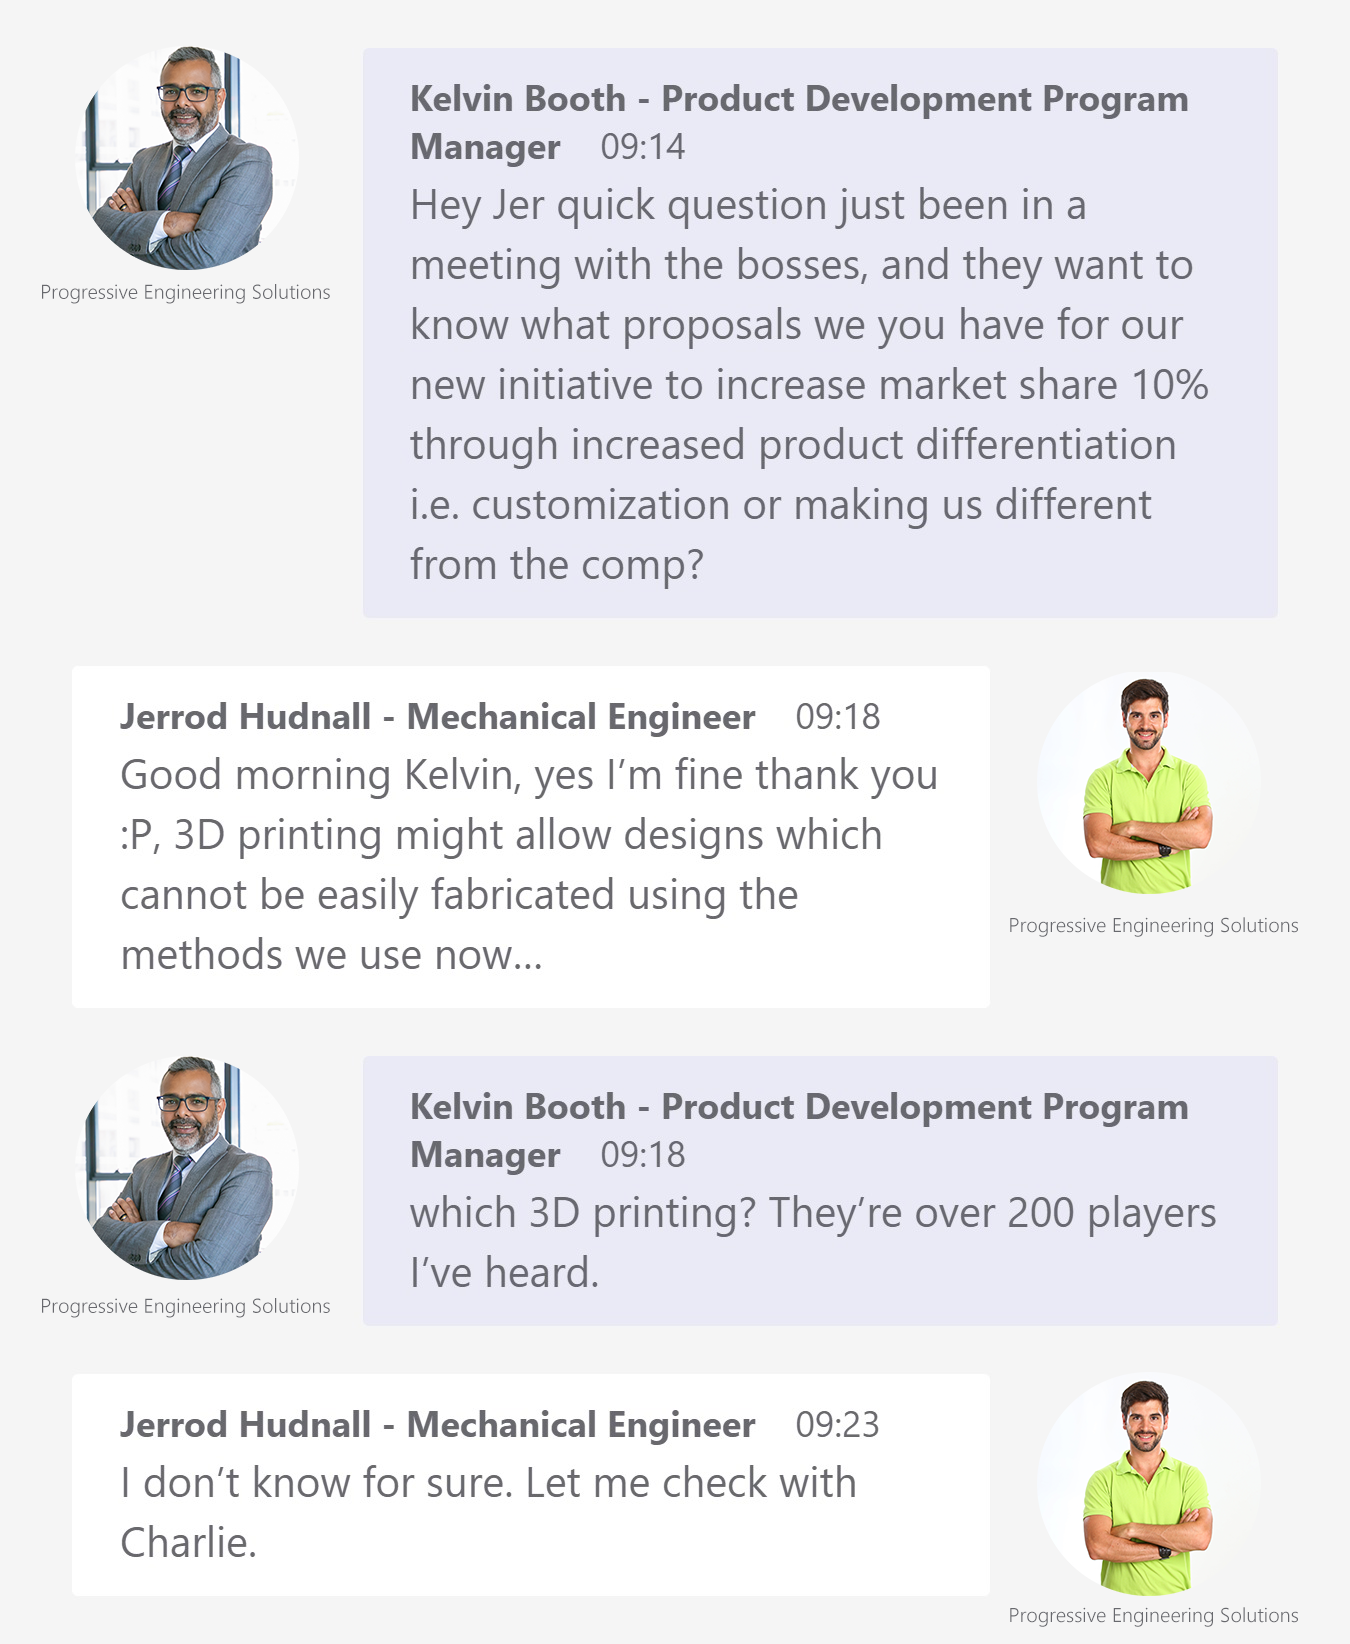 Kelvin Booth - Product Development Program
Manager 09:14
Hey Jer quick question just been in a
meeting with the bosses, and they want to
know what proposals we you have for our
new initiative to increase market share 10%
through increased product differentiation
i.e. customization or making us different
from the comp?
Progressive Engineering Solutions
Jerrod Hudnall - Mechanical Engineer 09:18
Good morning Kelvin, yes I’m fine thank you
:P, 3D printing might allow designs which
cannot be easily fabricated using the
methods we use now...
Progressive Engineering Solutions
Kelvin Booth - Product Development Program
Manager 09:18
which 3D printing? They’re over 200 players
I’ve heard.
Progressive Engineering Solutions
Jerrod Hudnall - Mechanical Engineer 09:23
I don’t know for sure. Let me check with
Charlie.
Progressive Engineering Solutions